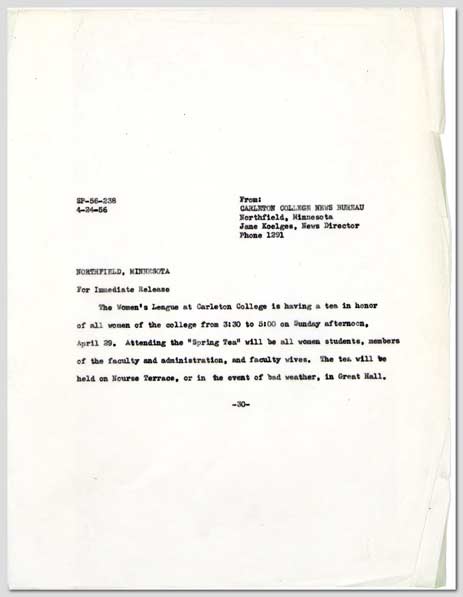 SP-56-238
4-24-56
From:
CARLETON COLLEGE NEWS BUREAU
Northfield, Minnesota
Jane Koelges, News Director
Phone 1291
NORTHFIELD, MINNESOTA
For Immediate Release
The Women's League at Carleton College is having a tea in honor
of all women of the college from 3:30 to 5:00 on Sunday afternoon,
April 29. Attending the "Spring Tea" will be all women students, members
of the faculty and administration, and faculty wives. The tea will be
held on Nourse Terrace, or in the event of bad weather, in Great Hall.
-30-